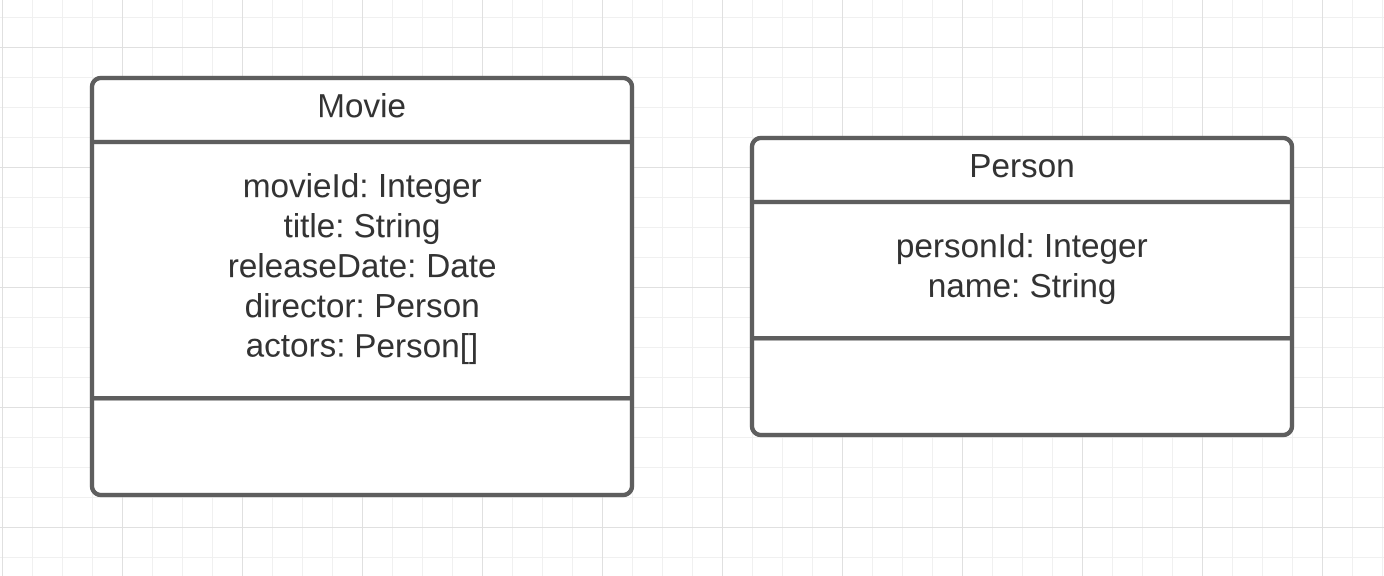 Movie
movieId: Integer
title: String
releaseDate: Date
director: Person
actors: Person[]
Person
personId: Integer
name: String